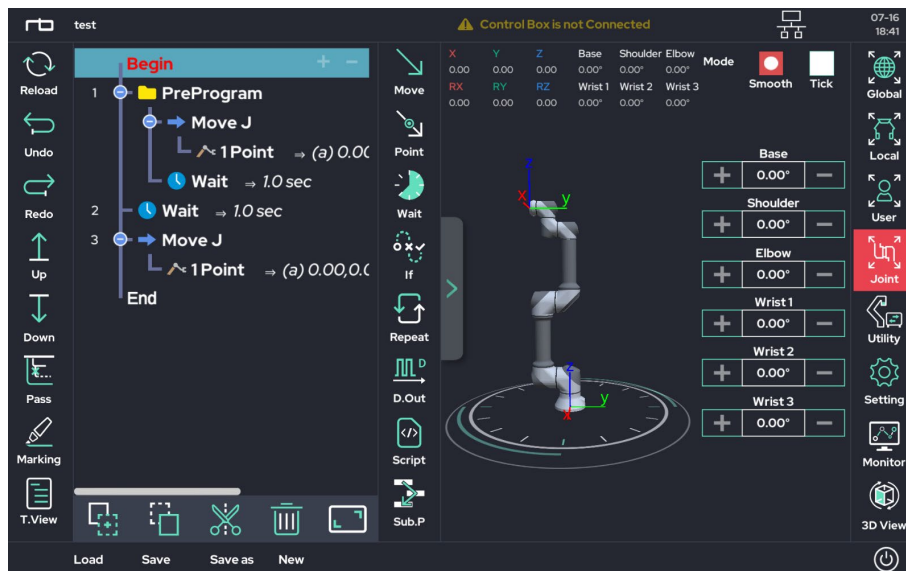 rb test Control Box is not Connected 07-16
18:41
Reload
Undo
Redo
Up
Down
Pass
Marking
T.View
Begin + −
1 PreProgram
Move J
1 Point ⇒ (a) 0.00
Wait ⇒ 1.0 sec
2 Wait ⇒ 1.0 sec
3 Move J
1 Point ⇒ (a) 0.00,0.0
End
Move
Point
Wait
If
Repeat
D
D.Out
Script
Sub.P
X Y Z Base Shoulder Elbow
0.00 0.00 0.00 0.00° 0.00° 0.00°
RX RY RZ Wrist 1 Wrist 2 Wrist 3
0.00 0.00 0.00 0.00° 0.00° 0.00°
Mode Smooth Tick
z
x y
z
x y
Base
+ 0.00° −
Shoulder
+ 0.00° −
Elbow
+ 0.00° −
Wrist 1
+ 0.00° −
Wrist 2
+ 0.00° −
Wrist 3
+ 0.00° −
Global
Local
User
Joint
Utility
Setting
Monitor
3D View
Load Save Save as New